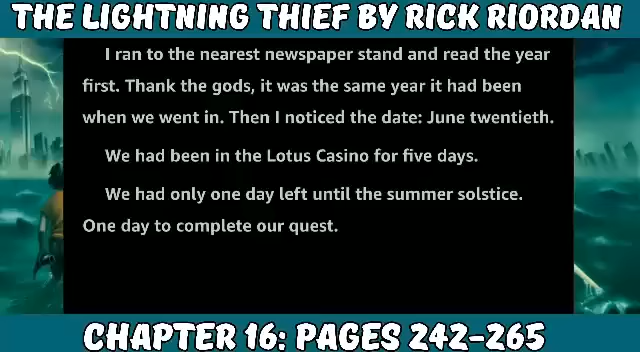 THE LIGHTNING THIEF BY RICK RIORDAN
I ran to the nearest newspaper stand and read the year
first. Thank the gods, it was the same year it had been
when we went in. Then I noticed the date: June twentieth.
We had been in the Lotus Casino for five days.
We had only one day left until the summer solstice.
One day to complete our quest.
CHAPTER 16: PAGES 242-265